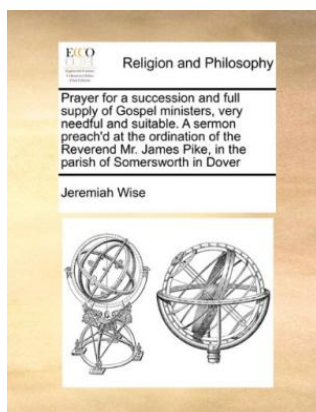 ECCO
Religion and Philosophy
Prayer for a succession and full
supply of Gospel ministers, very
needful and suitable. A sermon
preach'd at the ordination of the
Reverend Mr. James Pike, in the
parish of Somersworth in Dover
Jeremiah Wise